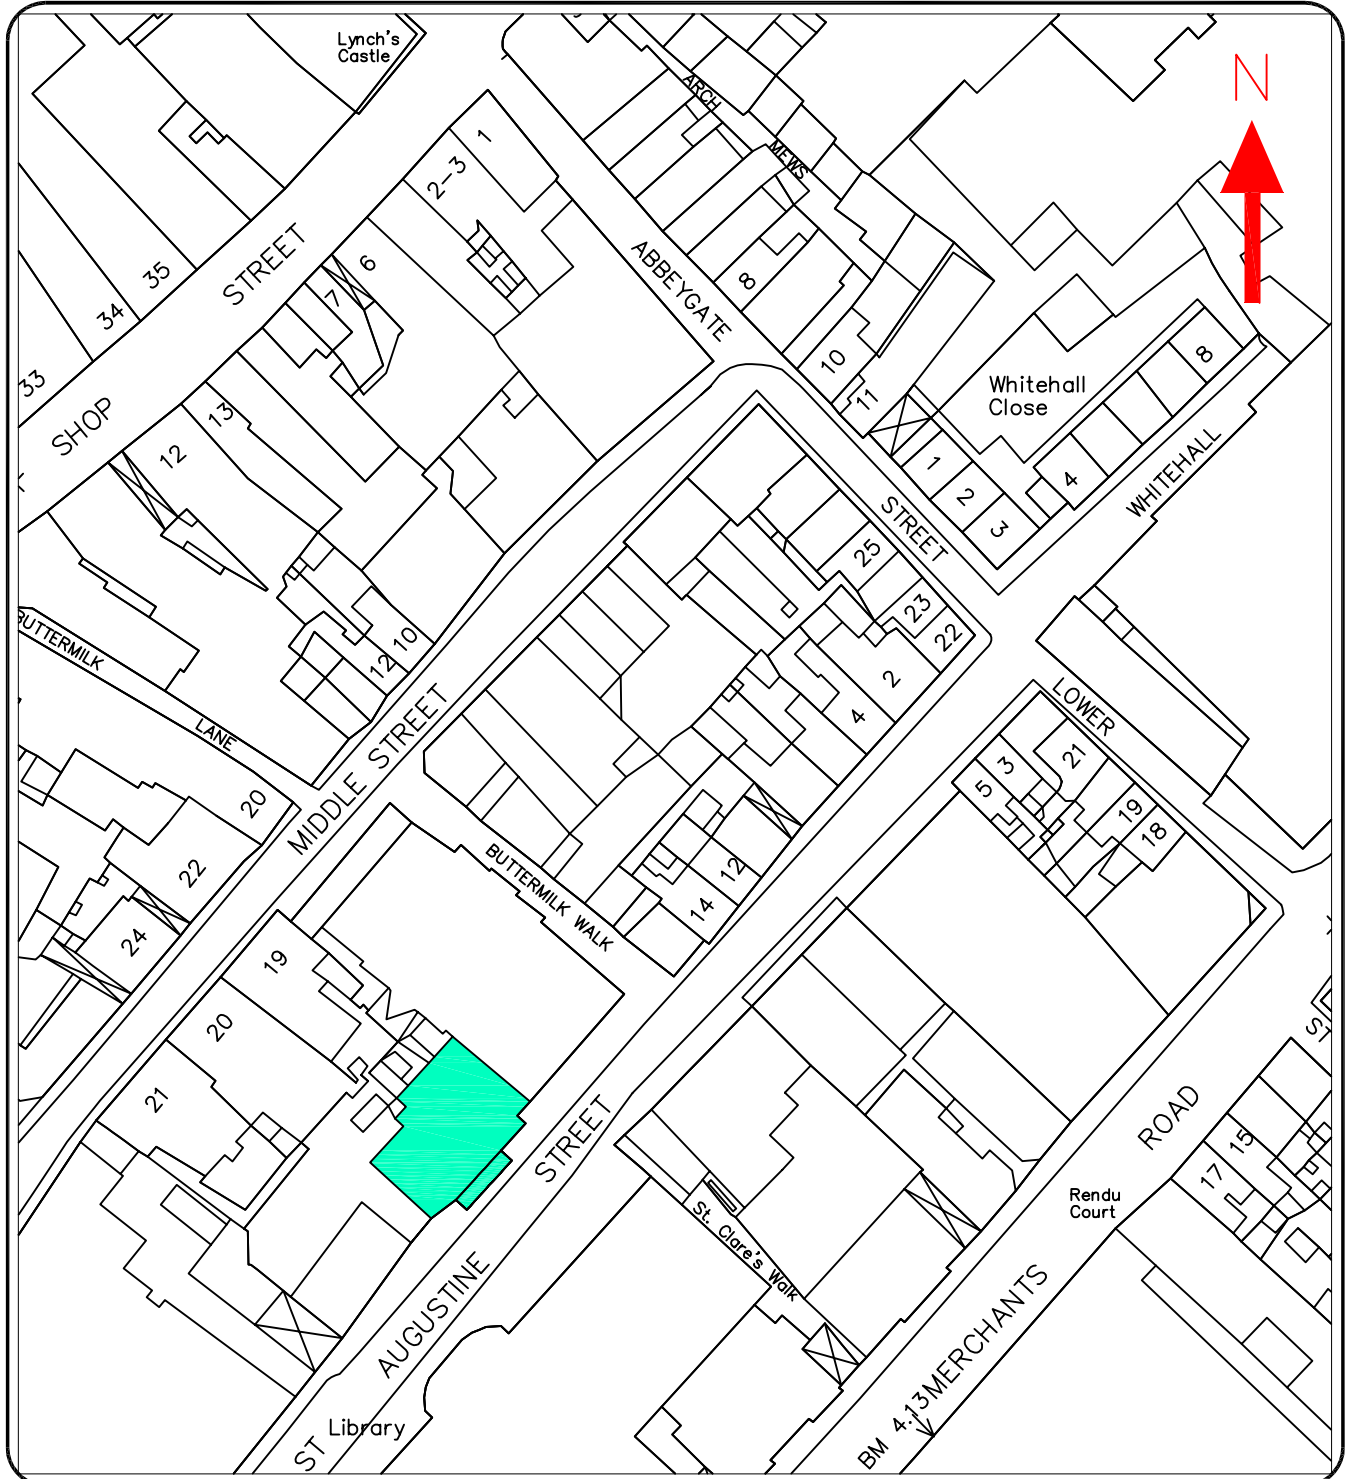 Lynch's
Castle
N
ARCH
MEWS
1
2-3
ABBEYGATE
STREET
6
7
8
35
34
33
SHOP
STREET
10
11
Whitehall
Close
8
4
1
2
3
WHITEHALL
13
12
25
23
22
2
4
10
12
BUTTERMILK
LANE
MIDDLE STREET
LOWER
21
3
5
19
18
20
22
24
12
14
BUTTERMILK WALK
19
20
21
ST
ROAD
15
17
Rendu
Court
STREET
AUGUSTINE
ST
Library
St. Clare's Walk
MERCHANTS
BM 4.13